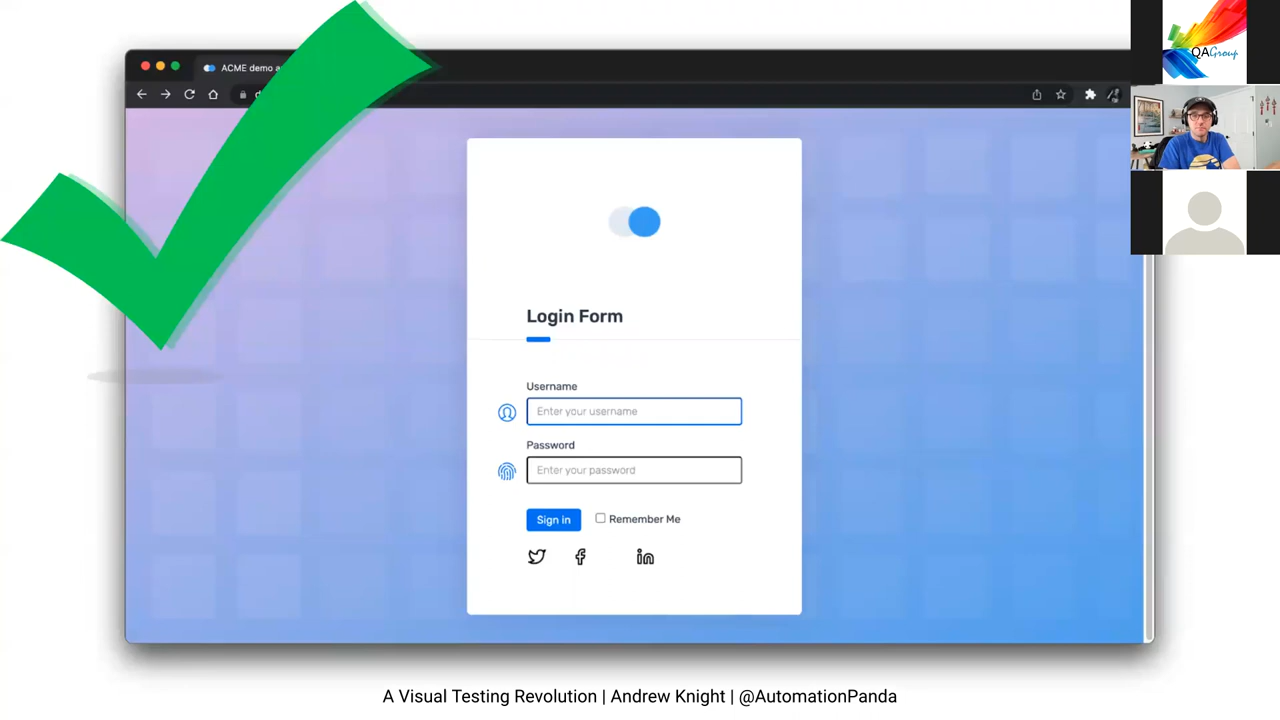 ACME demo a
QAGroup
Login Form
Username
Enter your username
Password
Enter your password
Sign in
Remember Me
A Visual Testing Revolution | Andrew Knight | @AutomationPanda